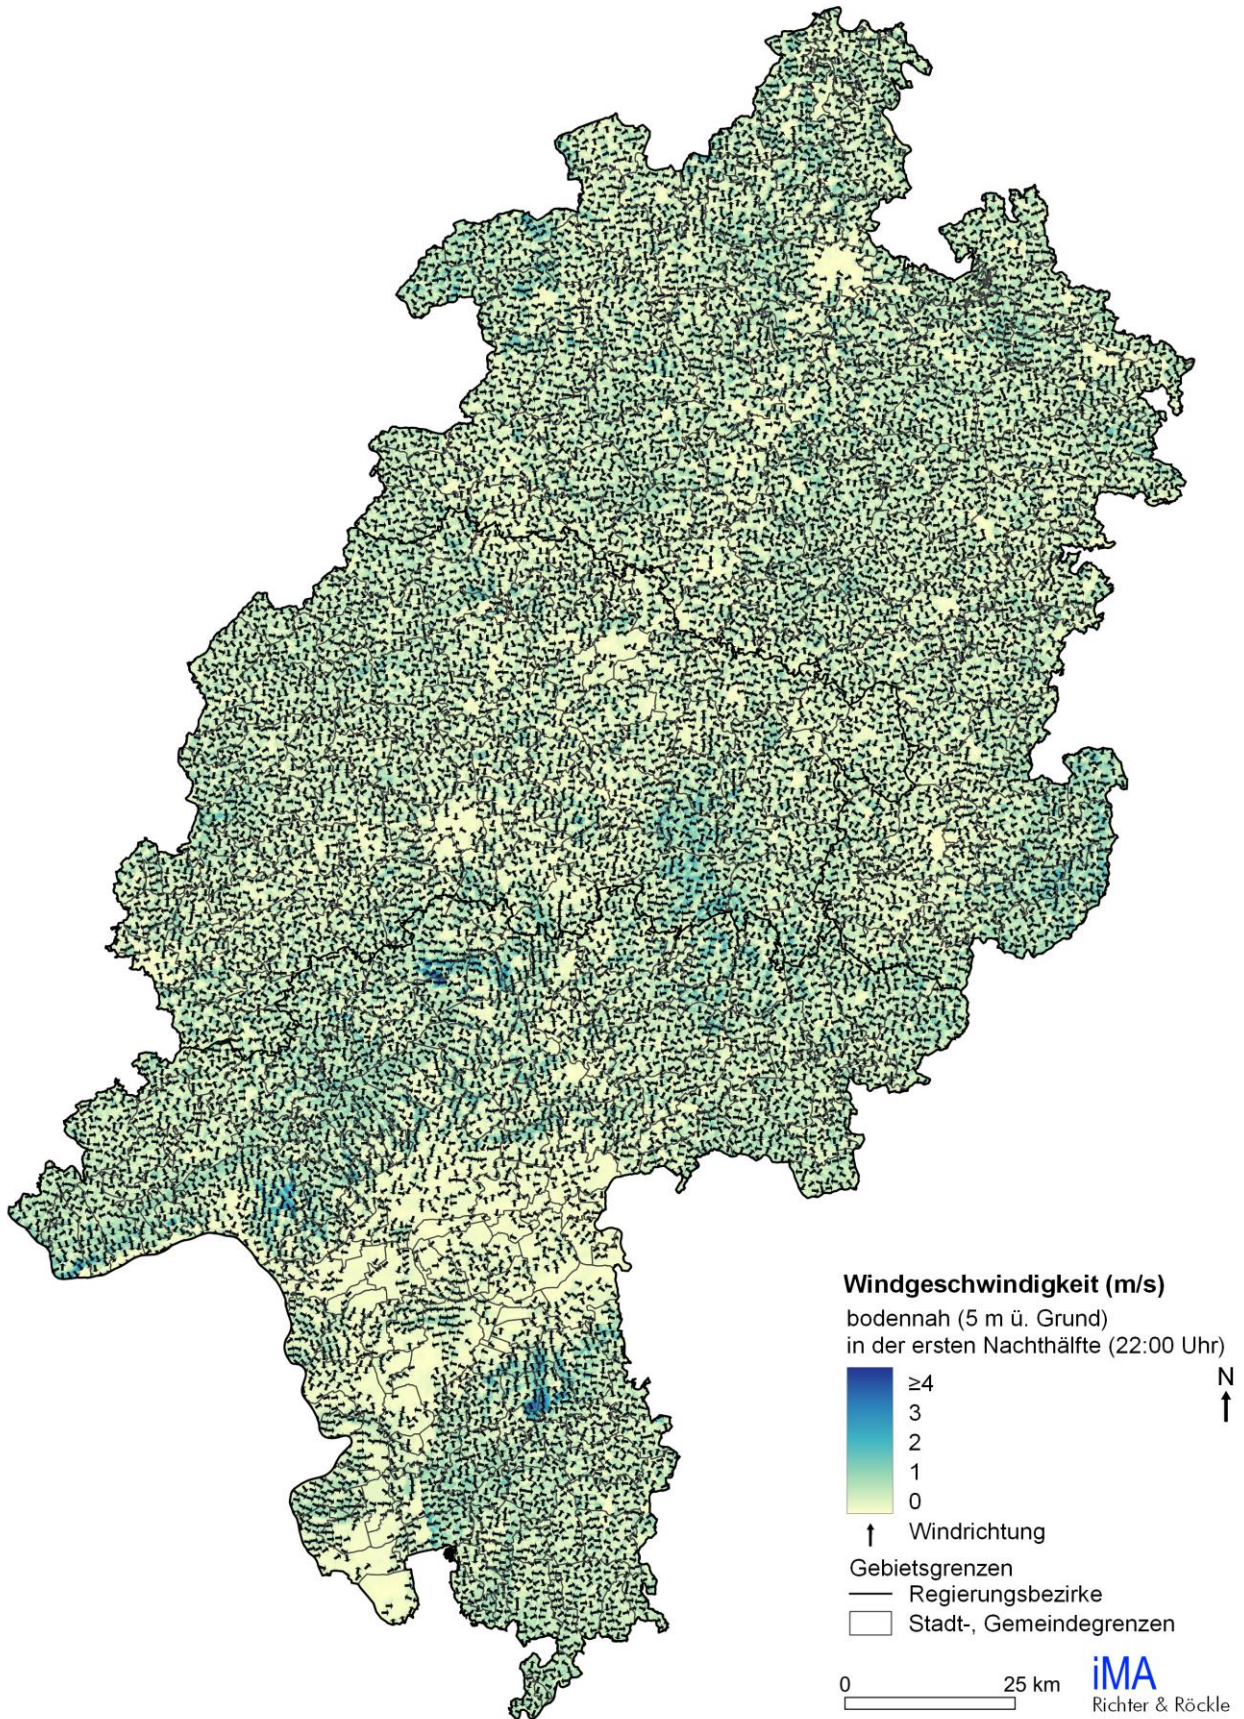 Windgeschwindigkeit (m/s)
bodennah (5 m ü. Grund)
in der ersten Nachthälfte (22:00 Uhr)
≥4
3
2
1
0
N
Windrichtung
Gebietsgrenzen
Regierungsbezirke
Stadt-, Gemeindegrenzen
0 25 km
iMA
Richter & Röckle